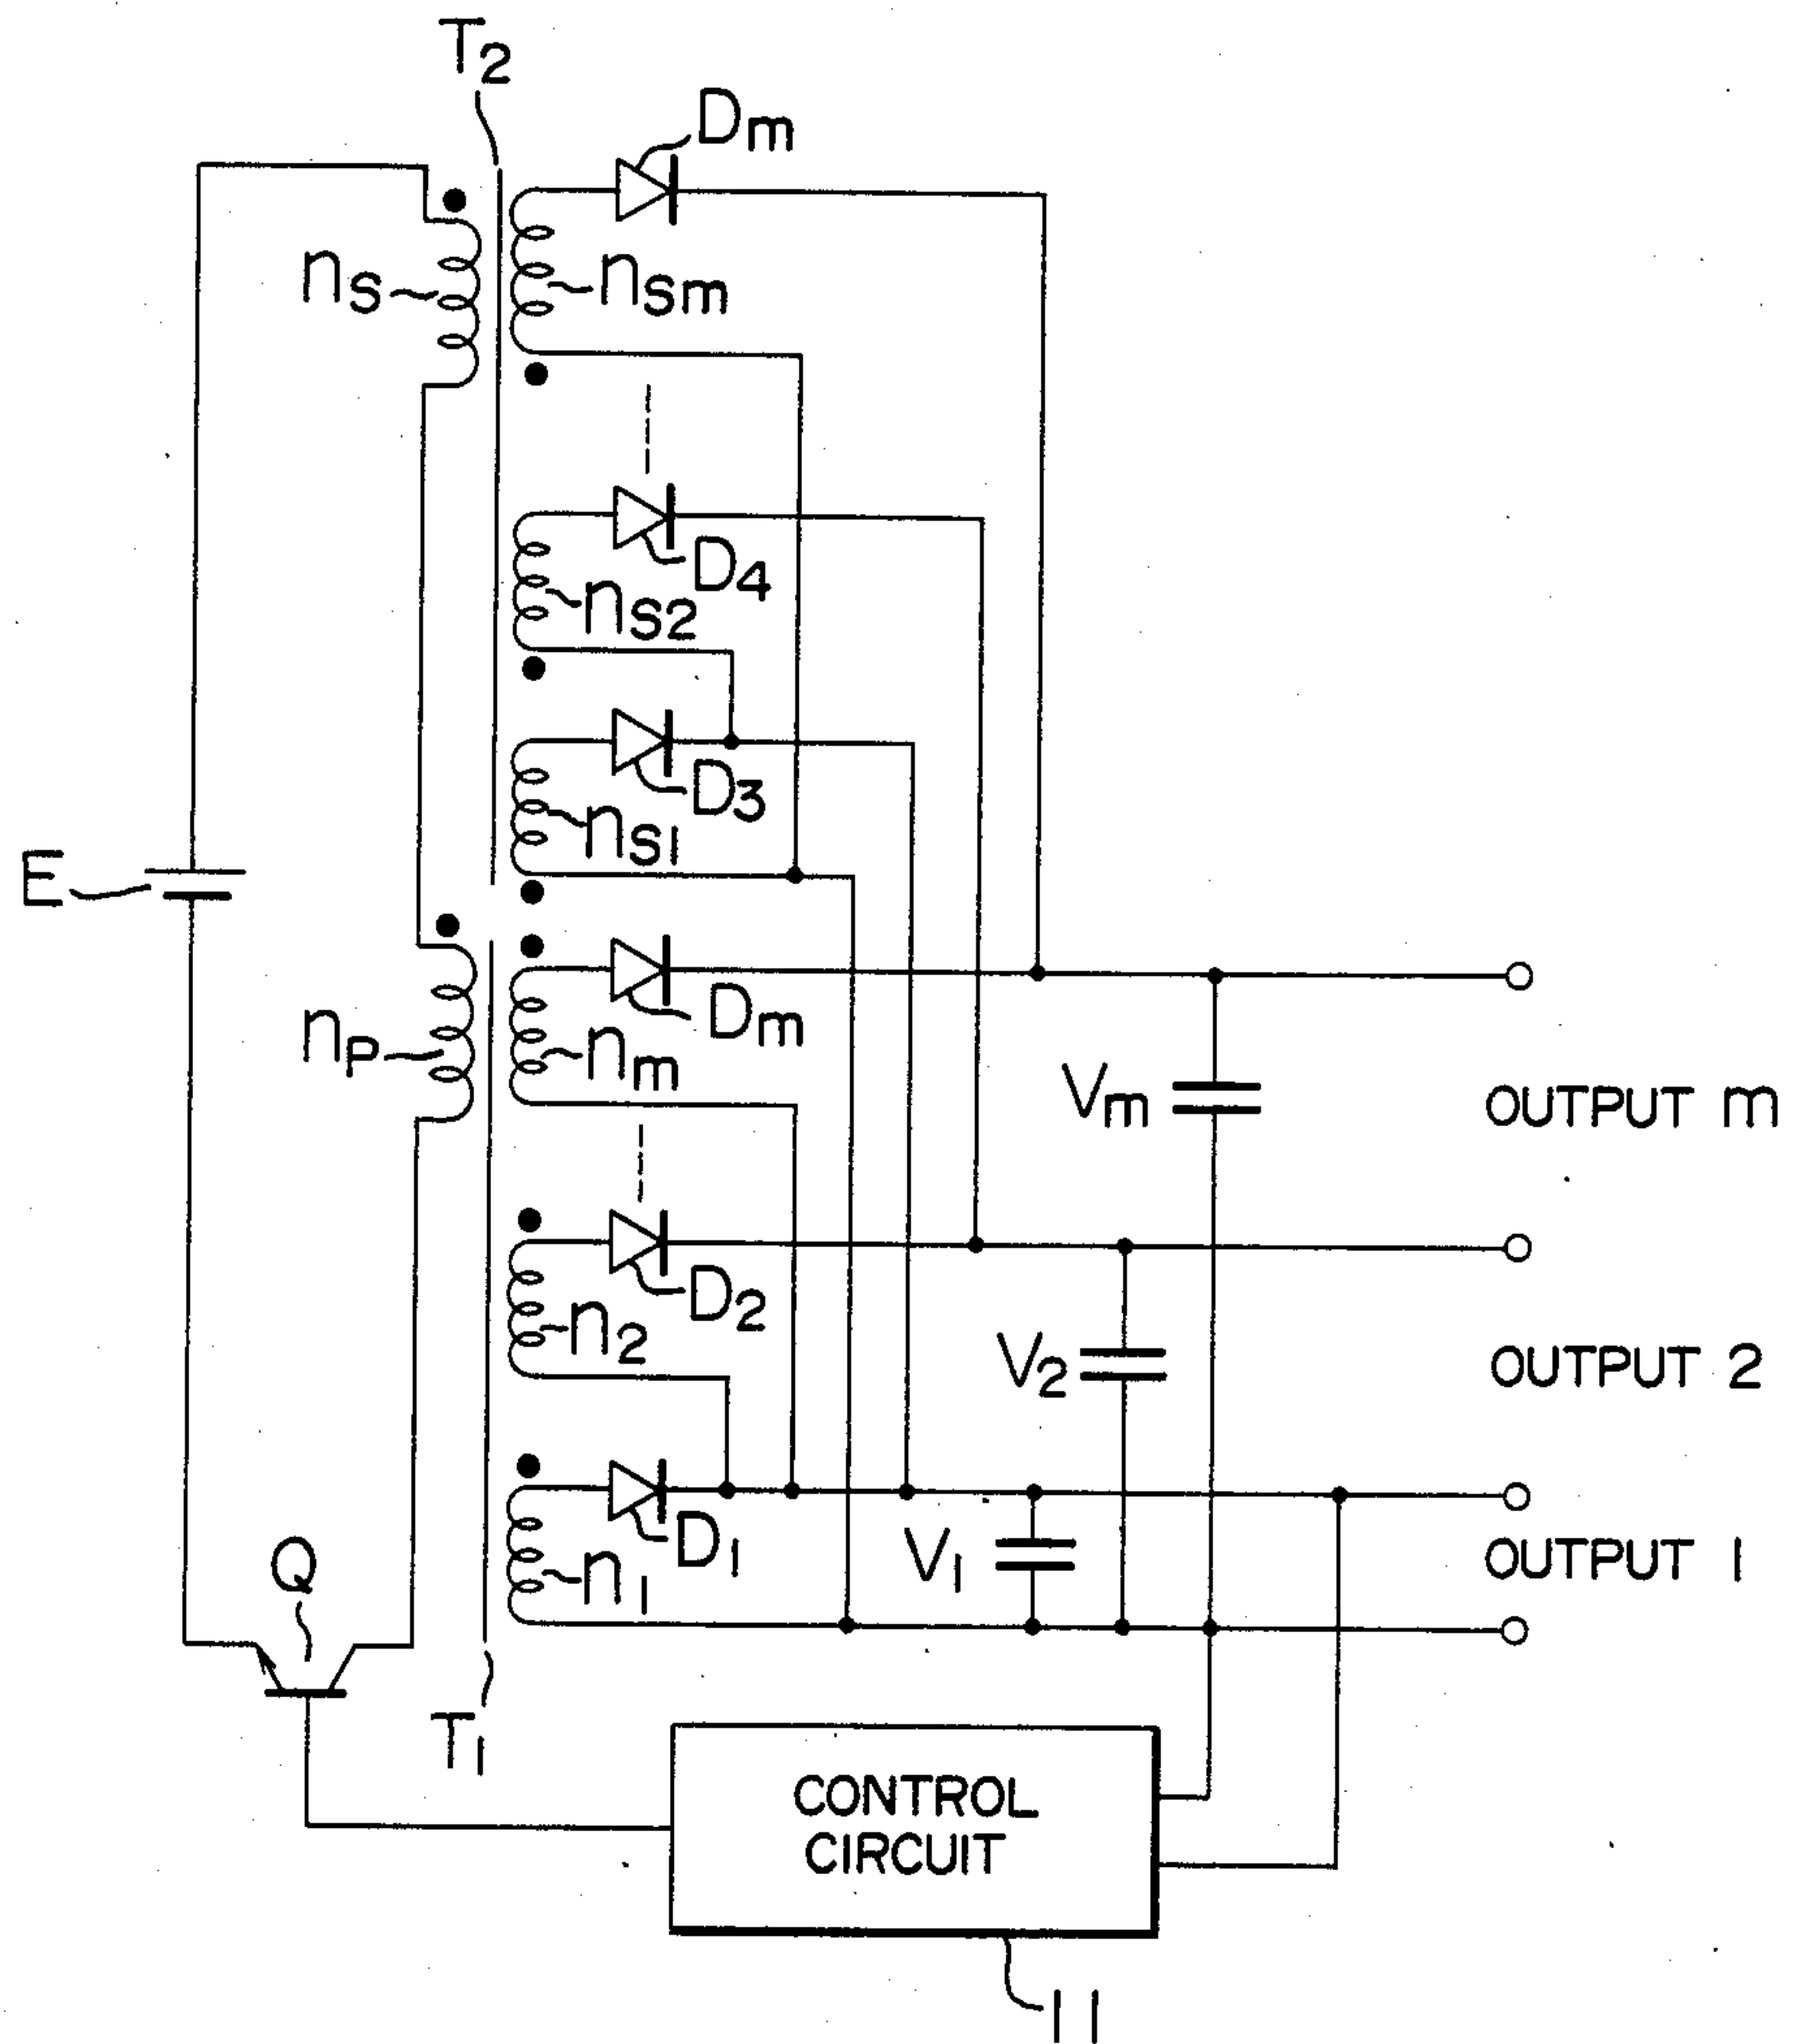 T2
Dm
nS
nSm
D4
nS2
D3
nS1
E
Dm
nP
nm
Vm
OUTPUT m
D2
n2
V2
OUTPUT 2
D1
n1
V1
OUTPUT 1
Q
T1
CONTROL
CIRCUIT
11